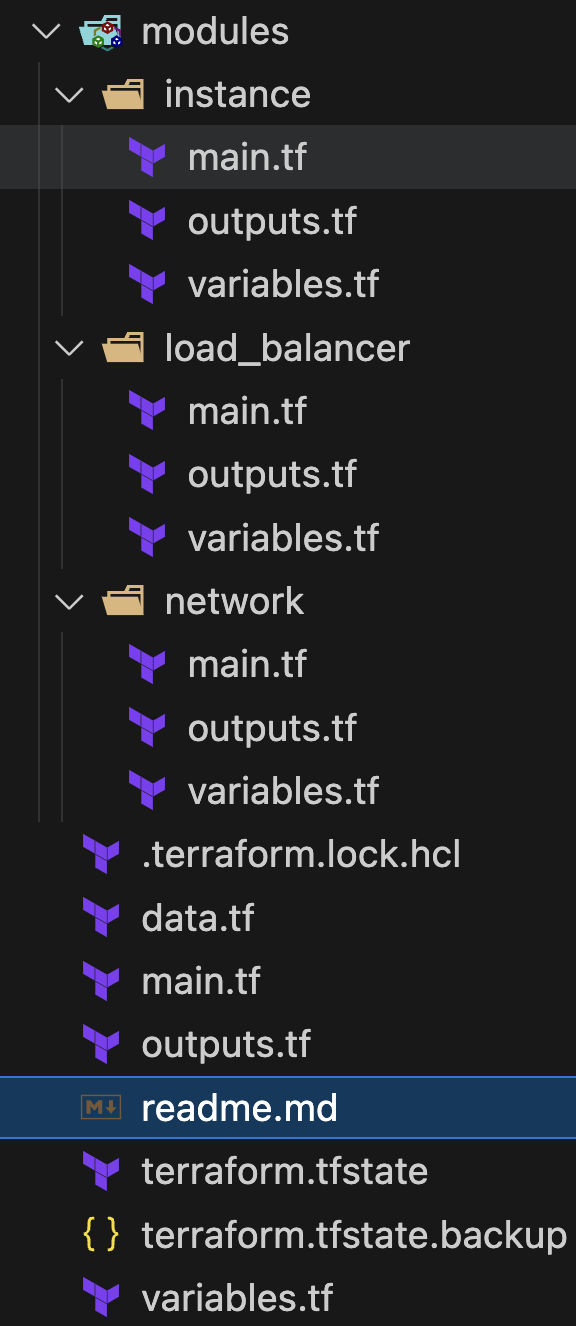 modules
instance
main.tf
outputs.tf
variables.tf
load_balancer
main.tf
outputs.tf
variables.tf
network
main.tf
outputs.tf
variables.tf
.terraform.lock.hcl
data.tf
main.tf
outputs.tf
M↓ readme.md
terraform.tfstate
{ } terraform.tfstate.backup
variables.tf